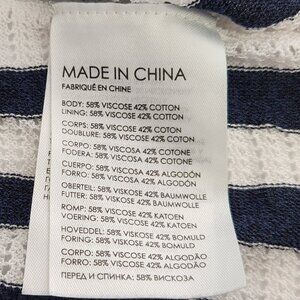 MADE IN CHINA
FABRIQUÉ EN CHINE
BODY: 58% VISCOSE 42% COTTON
LINING: 58% VISCOSE 42% COTTON
CORPS: 58% VISCOSE 42% COTON
DOUBLURE: 58% VISCOSE 42% COTON
CORPO: 58% VISCOSA 42% COTONE
FODERA: 58% VISCOSA 42% COTONE
CUERPO: 58% VISCOSA 42% ALGODÓN
FORRO: 58% VISCOSA 42% ALGODÓN
OBERTEIL: 58% VISKOSE 42% BAUMWOLLE
FUTTER: 58% VISKOSE 42% BAUMWOLLE
ROMP: 58% VISCOSE 42% KATOEN
VOERING: 58% VISCOSE 42% KATOEN
HOVEDDEL: 58% VISKOSE 42% BOMULD
FORING: 58% VISKOSE 42% BOMULD
CORPO: 58% VISCOSE 42% ALGODÃO
FORRO: 58% VISCOSE 42% ALGODÃO
ПЕРЕД И СПИНКА: 58% ВИСКОЗА